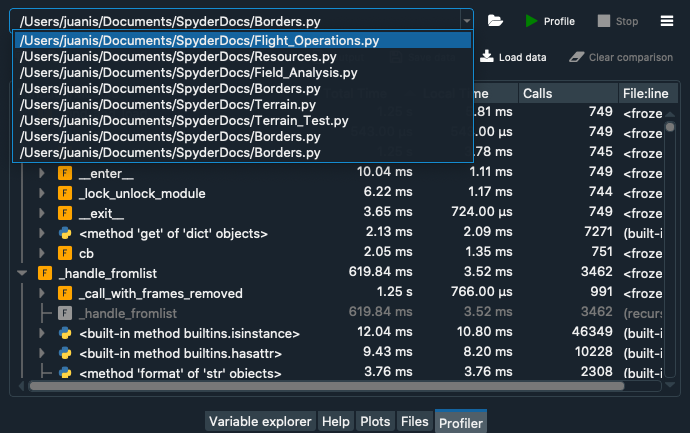 /Users/juanis/Documents/SpyderDocs/Borders.py Profile Stop
/Users/juanis/Documents/SpyderDocs/Flight_Operations.py
/Users/juanis/Documents/SpyderDocs/Resources.py Load data Clear comparison
/Users/juanis/Documents/SpyderDocs/Field_Analysis.py
/Users/juanis/Documents/SpyderDocs/Borders.py Calls File:line
/Users/juanis/Documents/SpyderDocs/Terrain.py .81 ms 749 <froze
/Users/juanis/Documents/SpyderDocs/Terrain_Test.py 749 <froze
/Users/juanis/Documents/SpyderDocs/Borders.py
/Users/juanis/Documents/SpyderDocs/Borders.py .78 ms 745 <froze
F __enter__ 10.04 ms 1.11 ms 749 <froze
F _lock_unlock_module 6.22 ms 1.17 ms 744 <froze
F __exit__ 3.65 ms 724.00 µs 749 <froze
<method 'get' of 'dict' objects> 2.13 ms 2.09 ms 7271 (built-i
F cb 2.05 ms 1.35 ms 751 <froze
F _handle_fromlist 619.84 ms 3.52 ms 3462 <froze
F _call_with_frames_removed 1.25 s 766.00 µs 991 <froze
F _handle_fromlist 619.84 ms 3.52 ms 3462 (recurs
<built-in method builtins.isinstance> 12.04 ms 10.80 ms 46349 (built-i
<built-in method builtins.hasattr> 9.43 ms 8.20 ms 10228 (built-i
<method 'format' of 'str' objects> 3.76 ms 3.76 ms 2308 (built-i
Variable explorer Help Plots Files Profiler